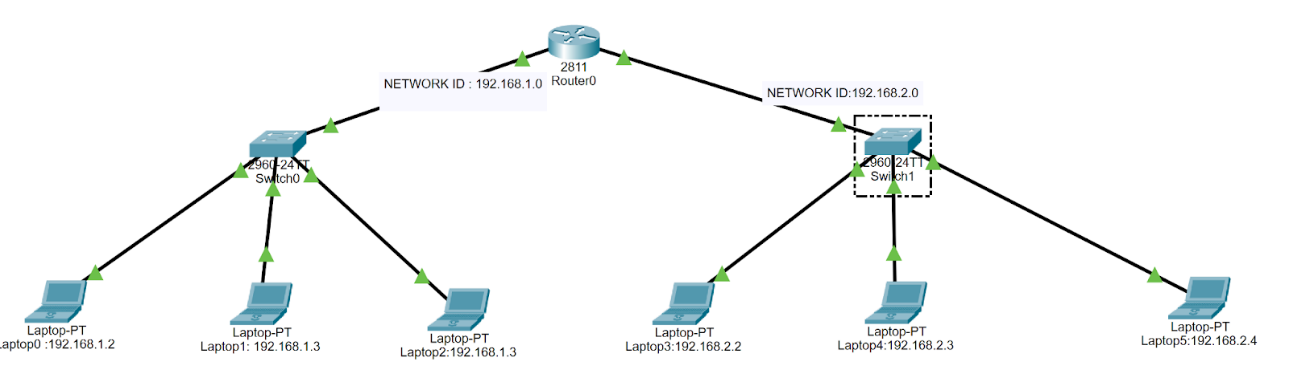 2811
Router0
NETWORK ID : 192.168.1.0
NETWORK ID:192.168.2.0
2960-24TT
Switch0
2960-24TT
Switch1
Laptop-PT
Laptop0 :192.168.1.2
Laptop-PT
Laptop1: 192.168.1.3
Laptop-PT
Laptop2:192.168.1.3
Laptop-PT
Laptop3:192.168.2.2
Laptop-PT
Laptop4:192.168.2.3
Laptop-PT
Laptop5:192.168.2.4